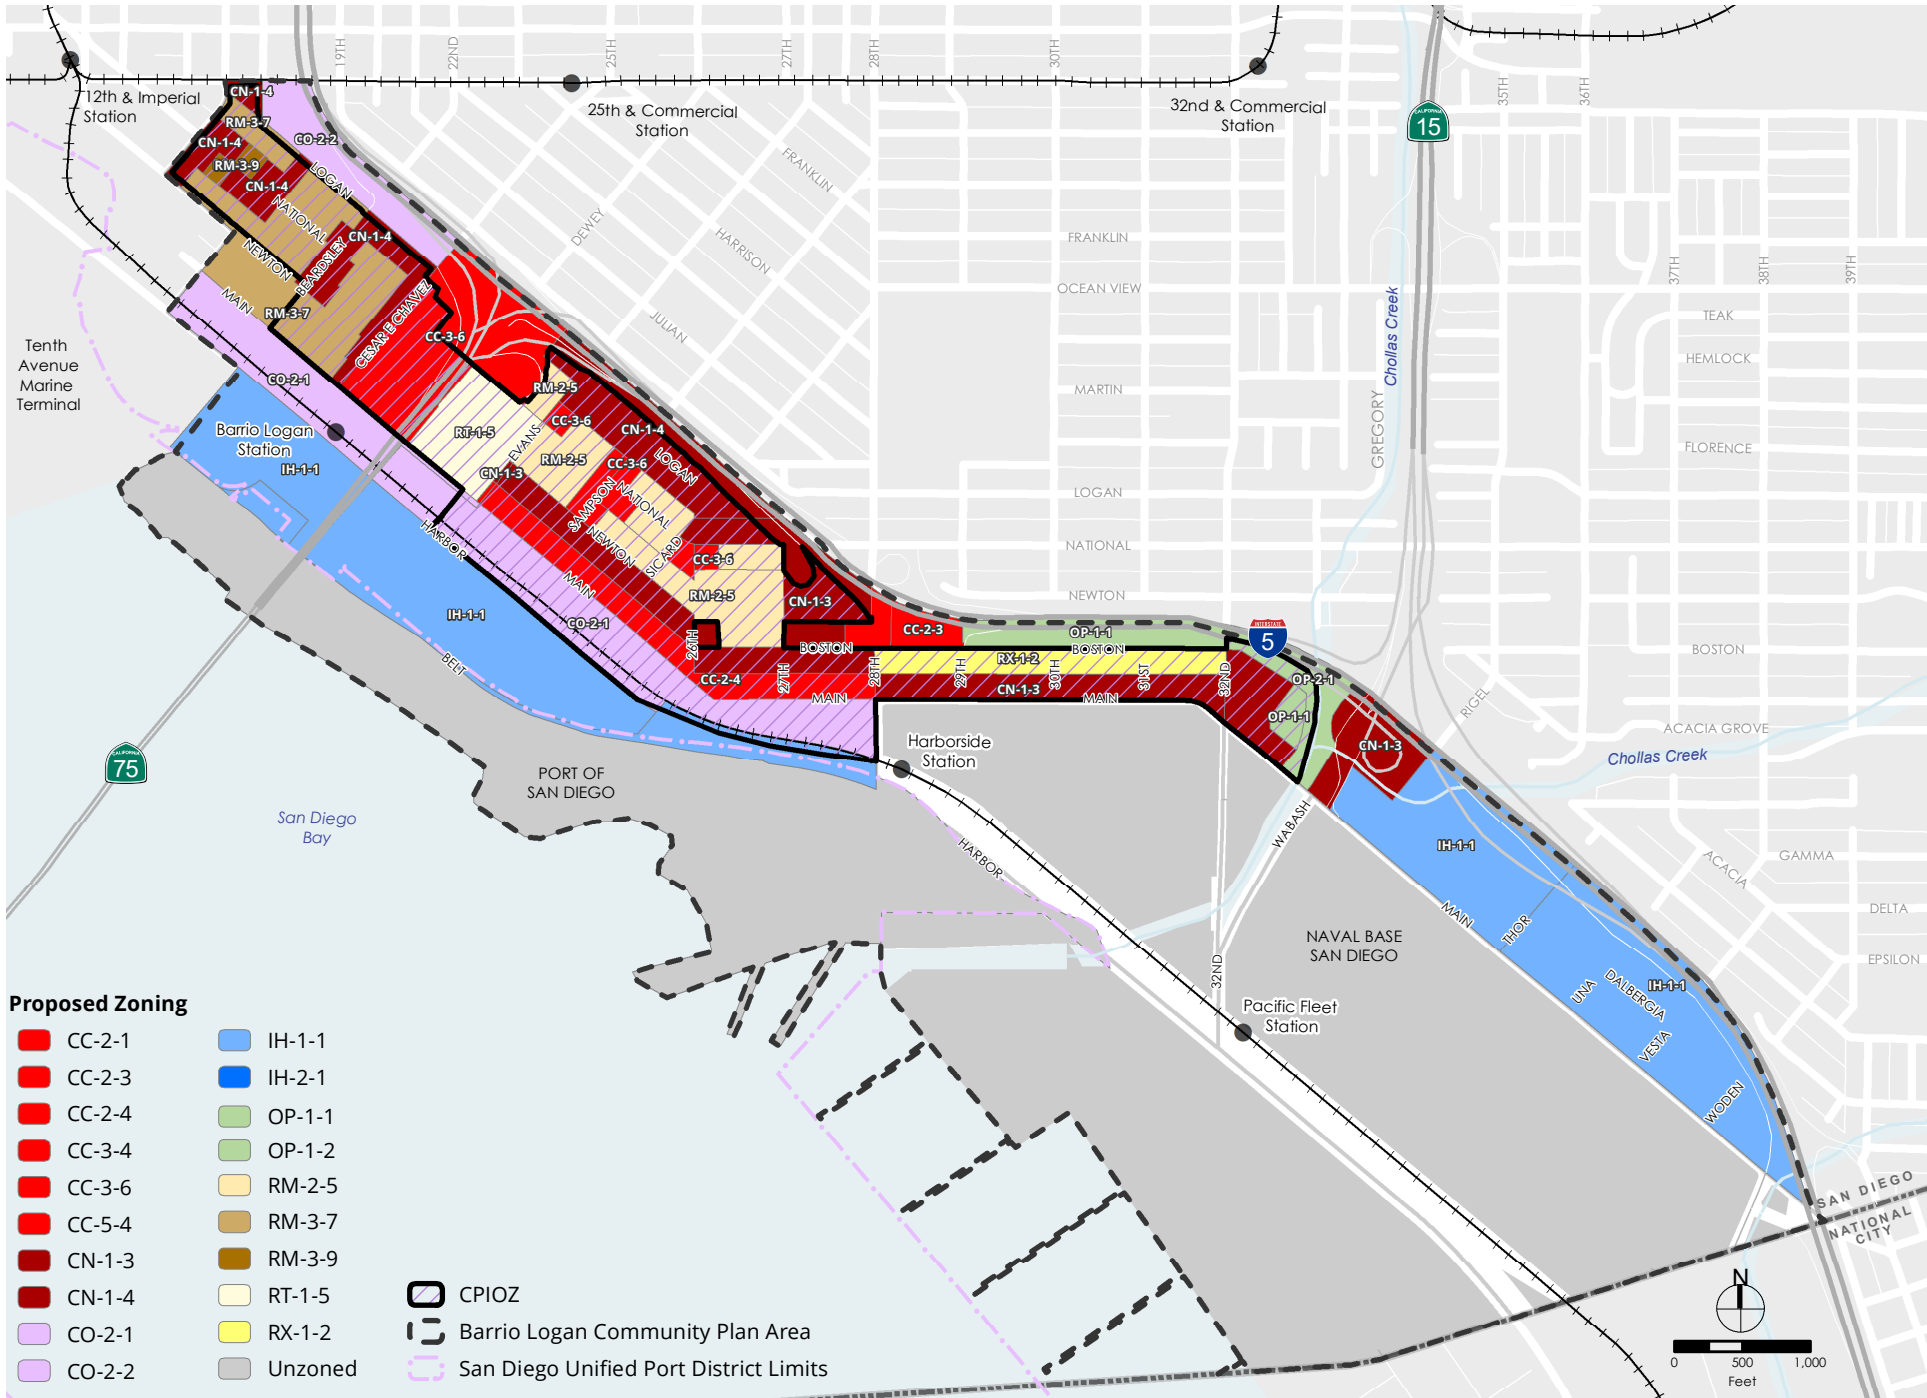 19TH
22ND
25TH
27TH
28TH
30TH
35TH
36TH
12th & Imperial
Station
25th & Commercial
Station
32nd & Commercial
Station
CALIFORNIA
15
CN-1-4
RM-3-7
CN-1-4
CO-2-2
RM-3-9
CN-1-4
LOGAN
NATIONAL
CN-1-4
NEWTON
BEARDSLEY
MAIN
RM-3-7
CESAR E CHAVEZ
CC-3-6
CO-2-1
FRANKLIN
DEWEY
HARRISON
JULIAN
FRANKLIN
OCEAN VIEW
MARTIN
LOGAN
NATIONAL
NEWTON
Chollas Creek
GREGORY
37TH
38TH
39TH
TEAK
HEMLOCK
FLORENCE
BOSTON
ACACIA GROVE
Chollas Creek
RIGEL
Tenth
Avenue
Marine
Terminal
Barrio Logan
Station
IH-1-1
RM-2-5
CC-3-6
CN-1-4
RT-1-5
EVANS
RM-2-5
CC-3-6
LOGAN
CN-1-3
SAMPSON
NATIONAL
NEWTON
SICARD
CC-3-6
RM-2-5
CN-1-3
HARBOR
MAIN
IH-1-1
CO-2-1
BELT
26TH
CC-2-4
27TH
BOSTON
MAIN
28TH
CC-2-3
OP-1-1
BOSTON
RX-1-2
29TH
30TH
31ST
32ND
CN-1-3
MAIN
INTERSTATE
5
OP-2-1
OP-1-1
CN-1-3
WABASH
IH-1-1
MAIN
THOR
UNA
DALBERGIA
IH-1-1
VESTA
WODEN
ACACIA
GAMMA
DELTA
EPSILON
CALIFORNIA
75
San Diego
Bay
PORT OF
SAN DIEGO
Harborside
Station
HARBOR
NAVAL BASE
SAN DIEGO
32ND
Pacific Fleet
Station
SAN DIEGO
NATIONAL
CITY
Proposed Zoning
CC-2-1
CC-2-3
CC-2-4
CC-3-4
CC-3-6
CC-5-4
CN-1-3
CN-1-4
CO-2-1
CO-2-2
IH-1-1
IH-2-1
OP-1-1
OP-1-2
RM-2-5
RM-3-7
RM-3-9
RT-1-5
RX-1-2
Unzoned
CPIOZ
Barrio Logan Community Plan Area
San Diego Unified Port District Limits
N
0 500 1,000
Feet